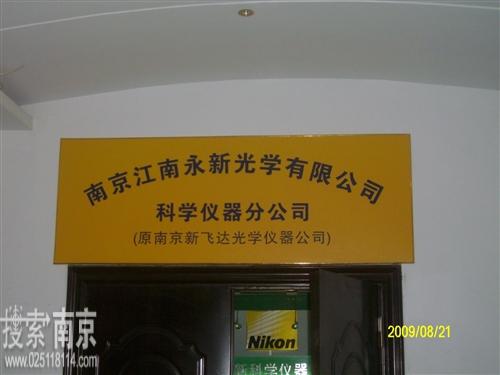 南京江南永新光学有限公司
科学仪器分公司
(原南京新飞达光学仪器公司)
Nikon
新科学仪器
2009/08/21
搜索南京
www.025118114.com